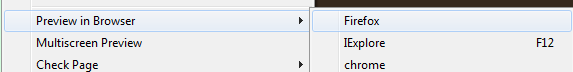 Preview in Browser
Firefox
Multiscreen Preview
IExplore F12
Check Page
chrome